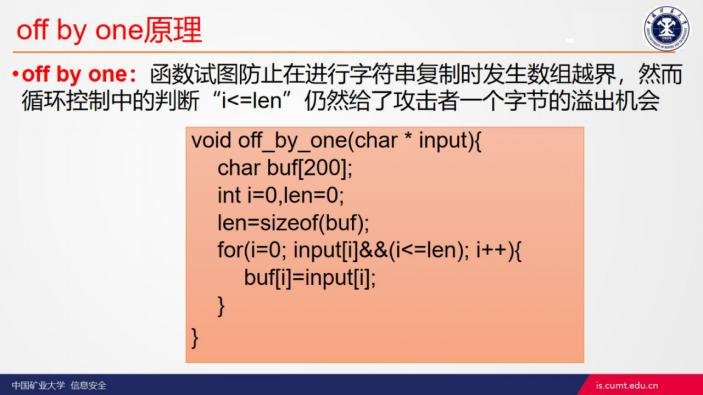 off by one原理
•off by one：函数试图防止在进行字符串复制时发生数组越界，然而
循环控制中的判断“i<=len”仍然给了攻击者一个字节的溢出机会
void off_by_one(char * input){
char buf[200];
int i=0,len=0;
len=sizeof(buf);
for(i=0; input[i]&&(i<=len); i++){
buf[i]=input[i];
}
}
中国矿业大学 信息安全
is.cumt.edu.cn